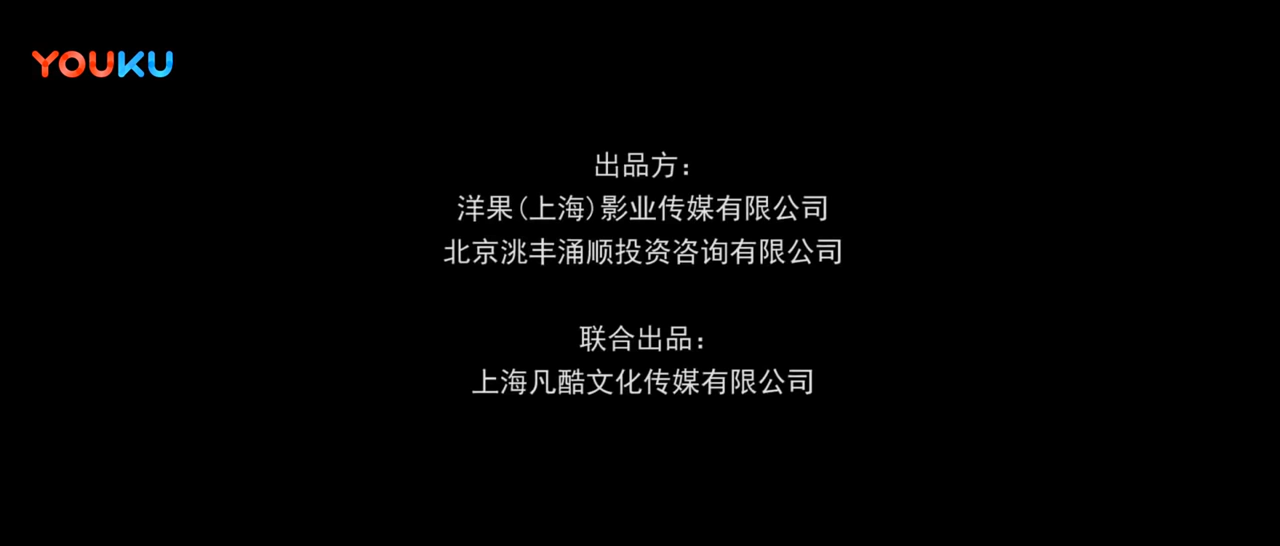 YOUKU
出品方：
洋果(上海)影业传媒有限公司
北京洮丰涌顺投资咨询有限公司
联合出品：
上海凡酷文化传媒有限公司